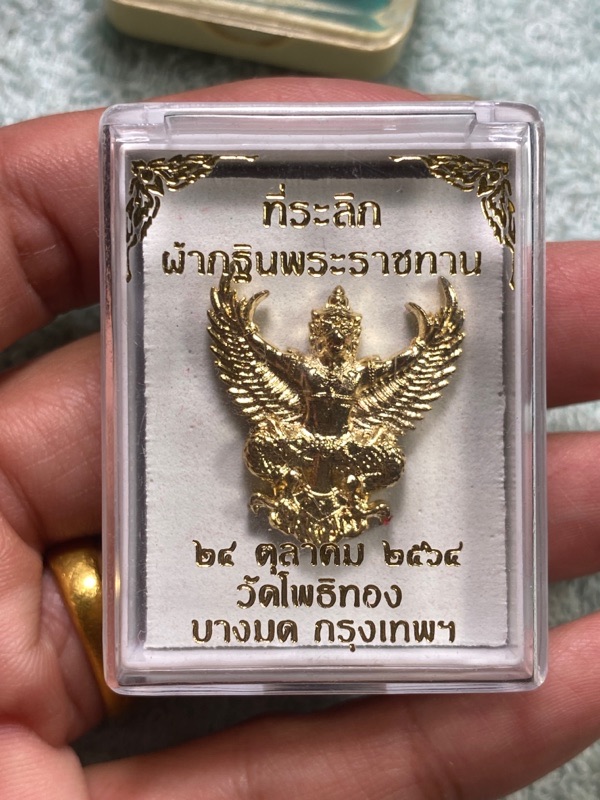 ที่ระลึก
ผ้ากฐินพระราชทาน
๒๔ ตุลาคม ๒๕๖๔
วัดโพธิทอง
บางมด กรุงเทพฯ